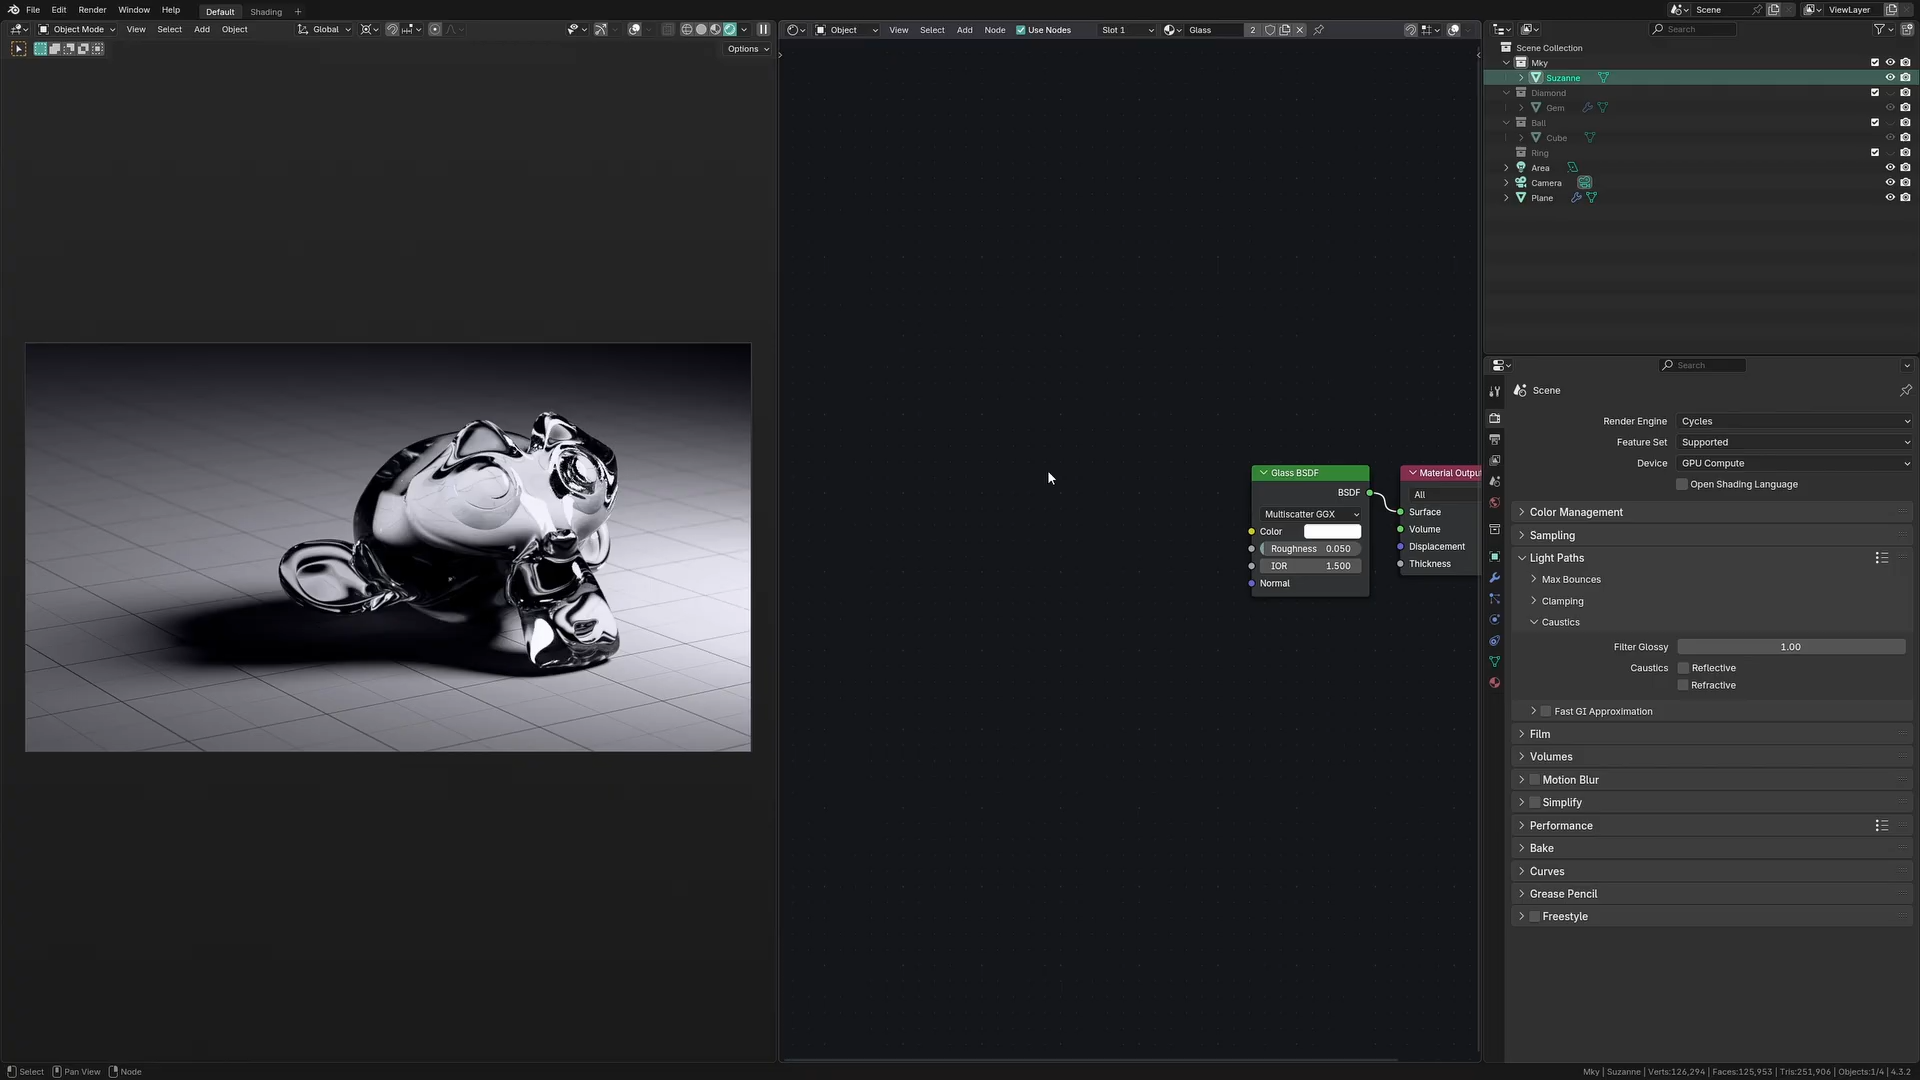 File Edit Render Window Help Default Shading + Scene ViewLayer
Object Mode View Select Add Object Global
Options
Object View Select Add Node Use Nodes Slot 1 Glass 2
Search
Scene Collection
Mky
Suzanne
Diamond
Gem
Ball
Cube
Ring
Area
Camera
Plane
Glass BSDF
BSDF
Multiscatter GGX
Color
Roughness 0.050
IOR 1.500
Normal
Material Outpu
All
Surface
Volume
Displacement
Thickness
Search
Scene
Render Engine Cycles
Feature Set Supported
Device GPU Compute
Open Shading Language
Color Management
Sampling
Light Paths
Max Bounces
Clamping
Caustics
Filter Glossy 1.00
Caustics Reflective
Refractive
Fast GI Approximation
Film
Volumes
Motion Blur
Simplify
Performance
Bake
Curves
Grease Pencil
Freestyle
Select Pan View Node
Mky | Suzanne | Verts:126,294 | Faces:125,953 | Tris:251,906 | Objects:1/4 | 4.3.2